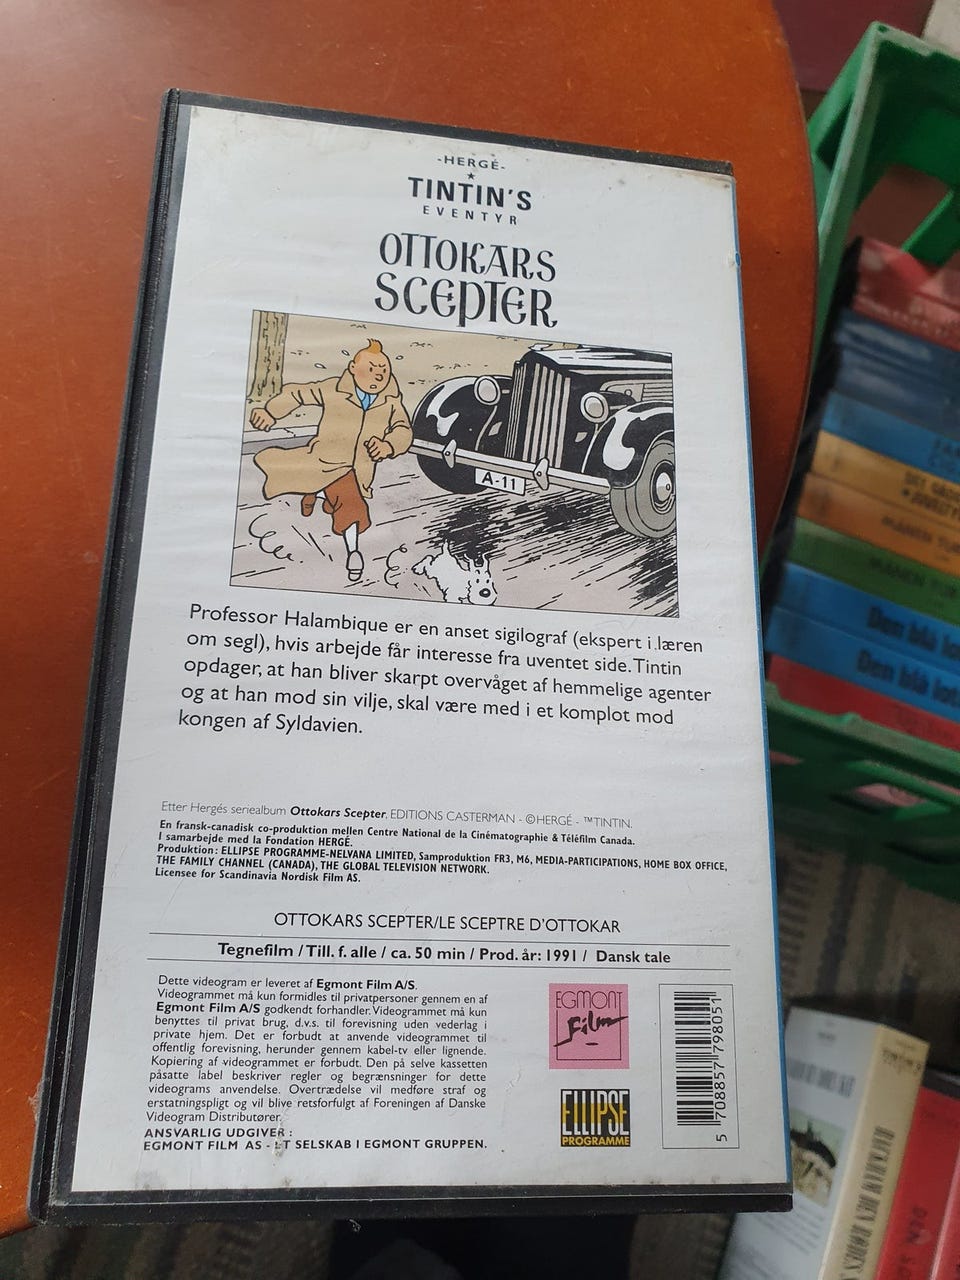 -HERGÉ-
TINTIN'S
EVENTYR
OTTOKARS
SCEPTER
A-11
Professor Halambique er en anset sigilograf (ekspert i læren
om segl), hvis arbejde får interesse fra uventet side. Tintin
opdager, at han bliver skarpt overvåget af hemmelige agenter
og at han mod sin vilje, skal være med i et komplot mod
kongen af Syldavien.
Etter Hergés seriealbum Ottokars Scepter. EDITIONS CASTERMAN - ©HERGÉ - ™TINTIN.
En fransk-canadisk co-produktion mellen Centre National de la Cinématographie & Téléfilm Canada.
I samarbejde med la Fondation HERGÉ.
Produktion: ELLIPSE PROGRAMME-NELVANA LIMITED, Samproduktion FR3, M6, MEDIA-PARTICIPATIONS, HOME BOX OFFICE,
THE FAMILY CHANNEL (CANADA), THE GLOBAL TELEVISION NETWORK.
Licensee for Scandinavia Nordisk Film AS.
OTTOKARS SCEPTER/LE SCEPTRE D'OTTOKAR
Tegnefilm / Till. f. alle / ca. 50 min / Prod. år: 1991 / Dansk tale
Dette videogram er leveret af Egmont Film A/S.
Videogrammet må kun formidles til privatpersoner gennem en af
Egmont Film A/S godkendt forhandler. Videogrammet må kun
benyttes til privat brug, d.v.s. til forevisning uden vederlag i
private hjem. Det er forbudt at anvende videogrammet til
offentlig forevisning, herunder gennem kabel-tv eller lignende.
Kopiering af videogrammet er forbudt. Den på selve kassetten
påsatte label beskriver regler og begrænsninger for dette
videograms anvendelse. Overtrædelse vil medføre straf og
erstatningspligt og vil blive retsforfulgt af Foreningen af Danske
Videogram Distributører.
ANSVARLIG UDGIVER:
EGMONT FILM AS - ET SELSKAB I EGMONT GRUPPEN.
EGMONT
Film
ELLIPSE
PROGRAMME
5 708857 798051
Den blå
Den blå